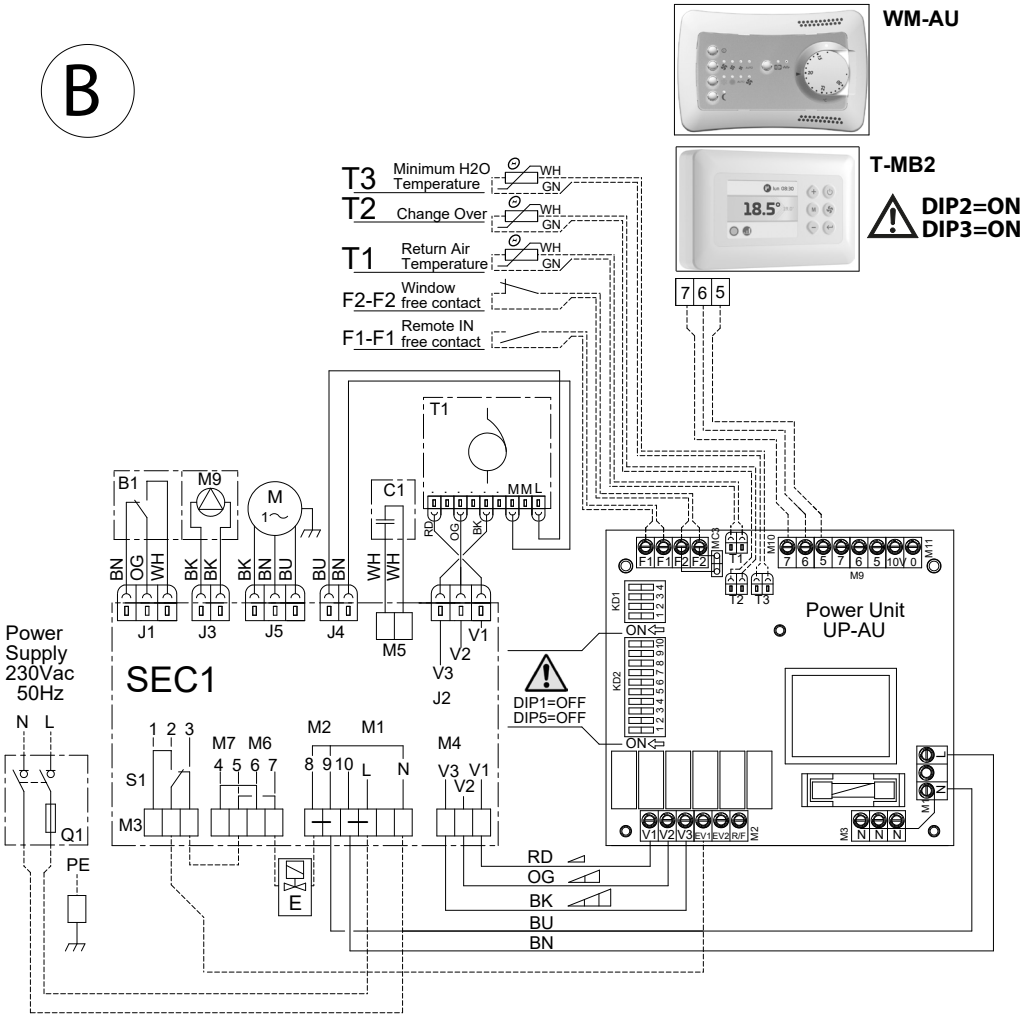 B
WM-AU
T-MB2
lun 08:30
18.5°
DIP2=ON
DIP3=ON
7 6 5
T3 Minimum H2O Temperature WH GN
T2 Change Over WH GN
T1 Return Air Temperature WH GN
F2-F2 Window free contact
F1-F1 Remote IN free contact
B1
M9
M 1~
C1
T1
M M L
RD OG BK
BN OG WH
BK BK
BK BN BU
BU BN
WH WH
J1 J3 J5 J4
M5
V1
V2
V3
J2
SEC1
Power
Supply
230Vac
50Hz
N L
Q1
PE
1 2 3
S1
M3
M7 M6
4 5 6 7
M2 M1
8 9 10 L N
M4
V3 V2 V1
E
RD
OG
BK
BU
BN
DIP1=OFF
DIP5=OFF
F1 F1 F2 F2
MC3
T1
T2 T3
M10
7 6 5 7 6 5 10V 0
M9
M11
KD1
1 2 3 4
ON
KD2
1 2 3 4 5 6 7 8 9 10
ON
Power Unit
UP-AU
L
N
M1
V1 V2 V3 EV1 EV2 R/F
M2
M3
N N N